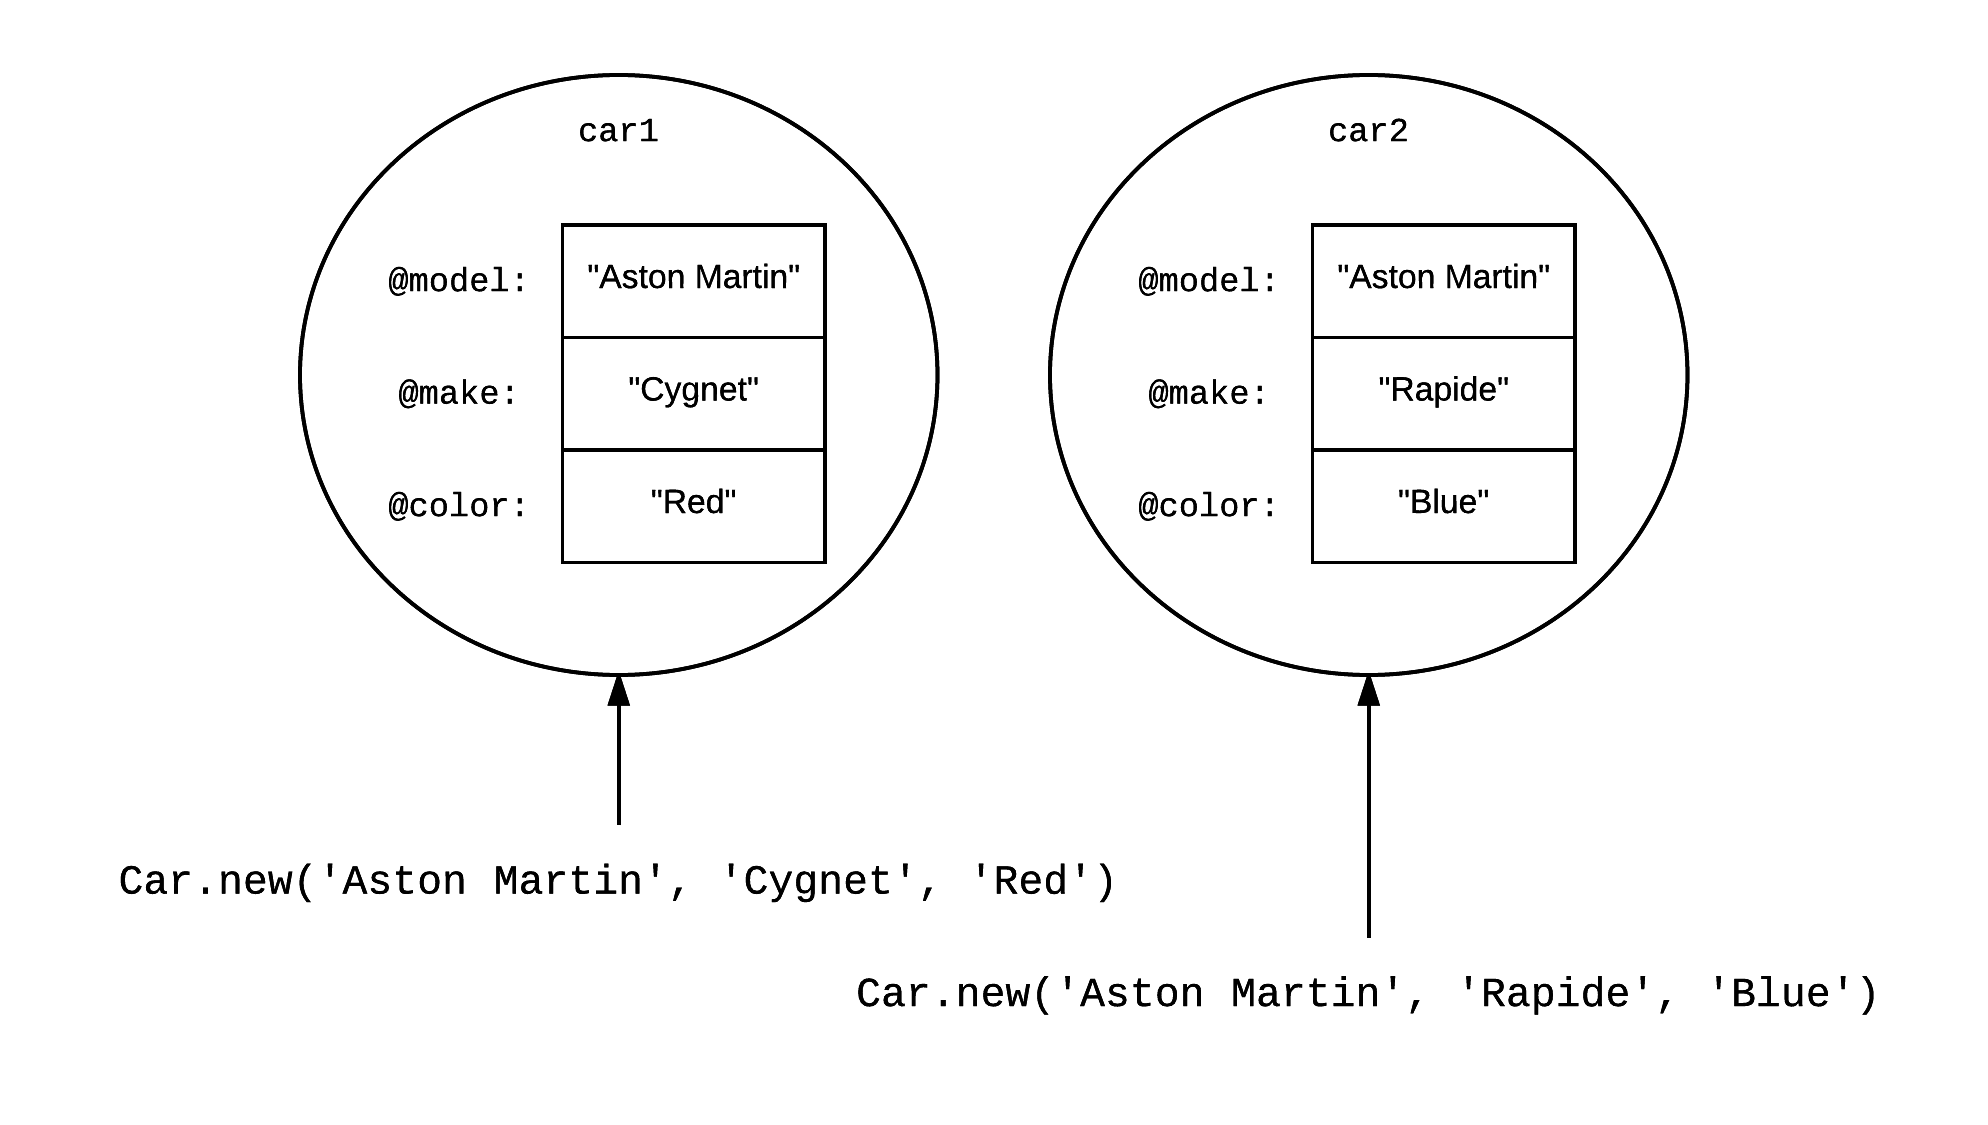 car1
@model: "Aston Martin"
@make: "Cygnet"
@color: "Red"
car2
@model: "Aston Martin"
@make: "Rapide"
@color: "Blue"
Car.new('Aston Martin', 'Cygnet', 'Red')
Car.new('Aston Martin', 'Rapide', 'Blue')